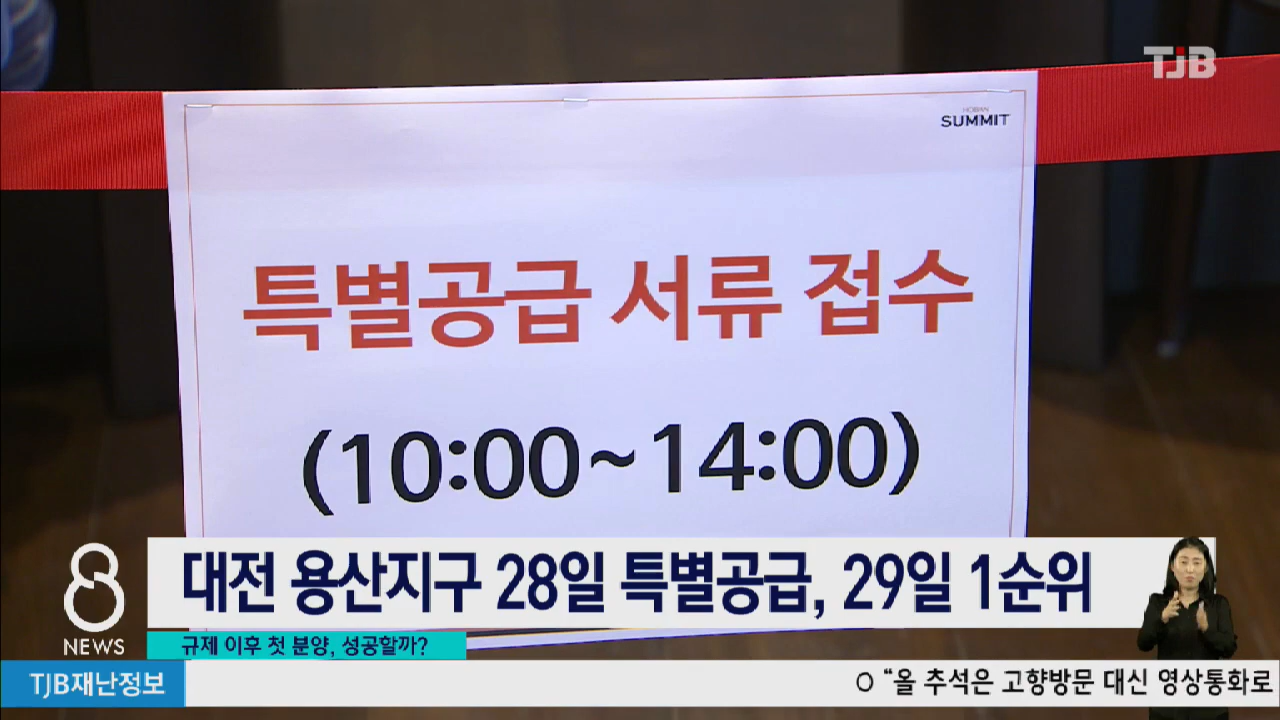 TJB
HOBAN
SUMMIT
특별공급 서류 접수
(10:00~14:00)
8
NEWS
대전 용산지구 28일 특별공급, 29일 1순위
규제 이후 첫 분양, 성공할까?
TJB재난정보
O “올 추석은 고향방문 대신 영상통화로